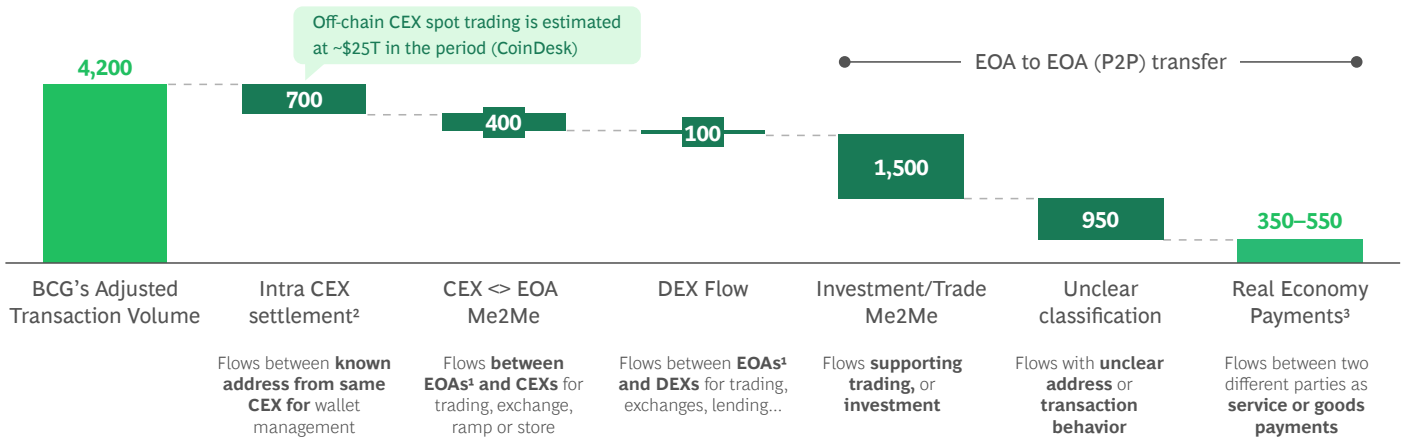 Off-chain CEX spot trading is estimated
at ~$25T in the period (CoinDesk)
EOA to EOA (P2P) transfer
4,200
700
400
100
1,500
950
350–550
BCG's Adjusted
Transaction Volume
Intra CEX
settlement²
Flows between known
address from same
CEX for wallet
management
CEX <> EOA
Me2Me
Flows between
EOAs¹ and CEXs for
trading, exchange,
ramp or store
DEX Flow
Flows between EOAs¹
and DEXs for trading,
exchanges, lending...
Investment/Trade
Me2Me
Flows supporting
trading, or
investment
Unclear
classification
Flows with unclear
address or
transaction
behavior
Real Economy
Payments³
Flows between two
different parties as
service or goods
payments